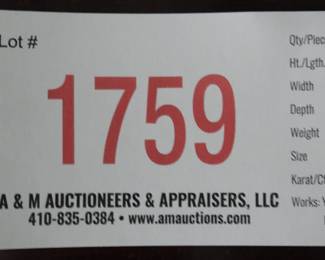 Lot #
1759
A & M AUCTIONEERS & APPRAISERS, LLC
410-835-0384 • www.amauctions.com
Qty/Piec
Ht./Lgth.
Width
Depth
Weight
Size
Karat/Ct
Works: Y